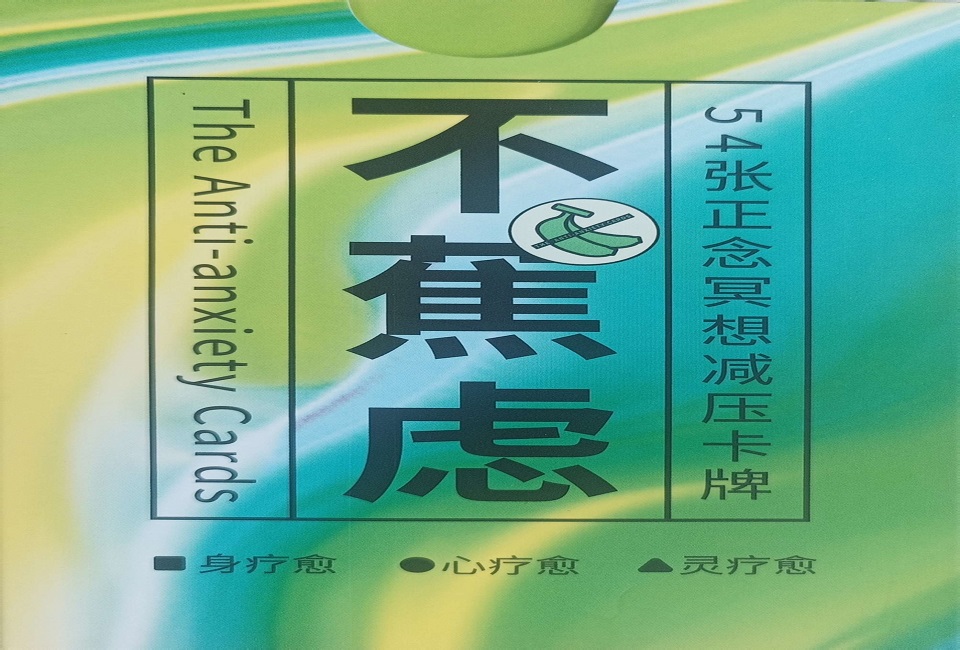 The Anti-anxiety Cards
不蕉虑
54张正念冥想减压卡牌
身疗愈
心疗愈
灵疗愈